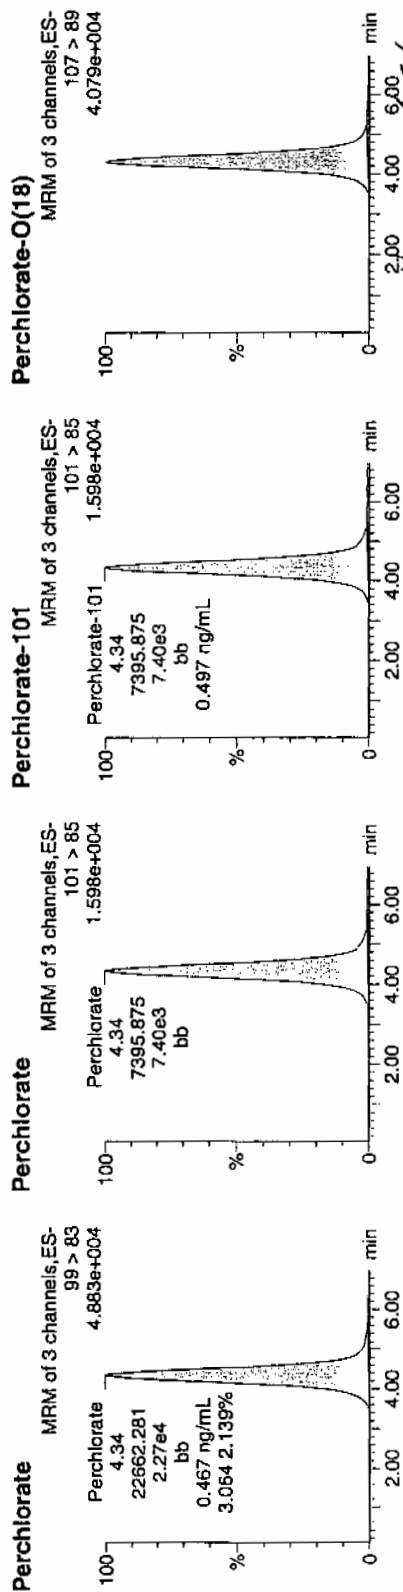 Perchlorate
MRM of 3 channels,ES-
99 > 83
4.883e+004
100
Perchlorate
4.34
22662.281
2.27e4
bb
0.467 ng/mL
3.064 2.139%
%
0
2.00
4.00
6.00
min
Perchlorate
MRM of 3 channels,ES-
101 > 85
1.598e+004
100
Perchlorate
4.34
7395.875
7.40e3
bb
%
0
2.00
4.00
6.00
min
Perchlorate-101
MRM of 3 channels,ES-
101 > 85
1.598e+004
100
Perchlorate-101
4.34
7395.875
7.40e3
bb
0.497 ng/mL
%
0
2.00
4.00
6.00
min
Perchlorate-O(18)
MRM of 3 channels,ES-
107 > 89
4.079e+004
100
%
0
2.00
4.00
6.00
min